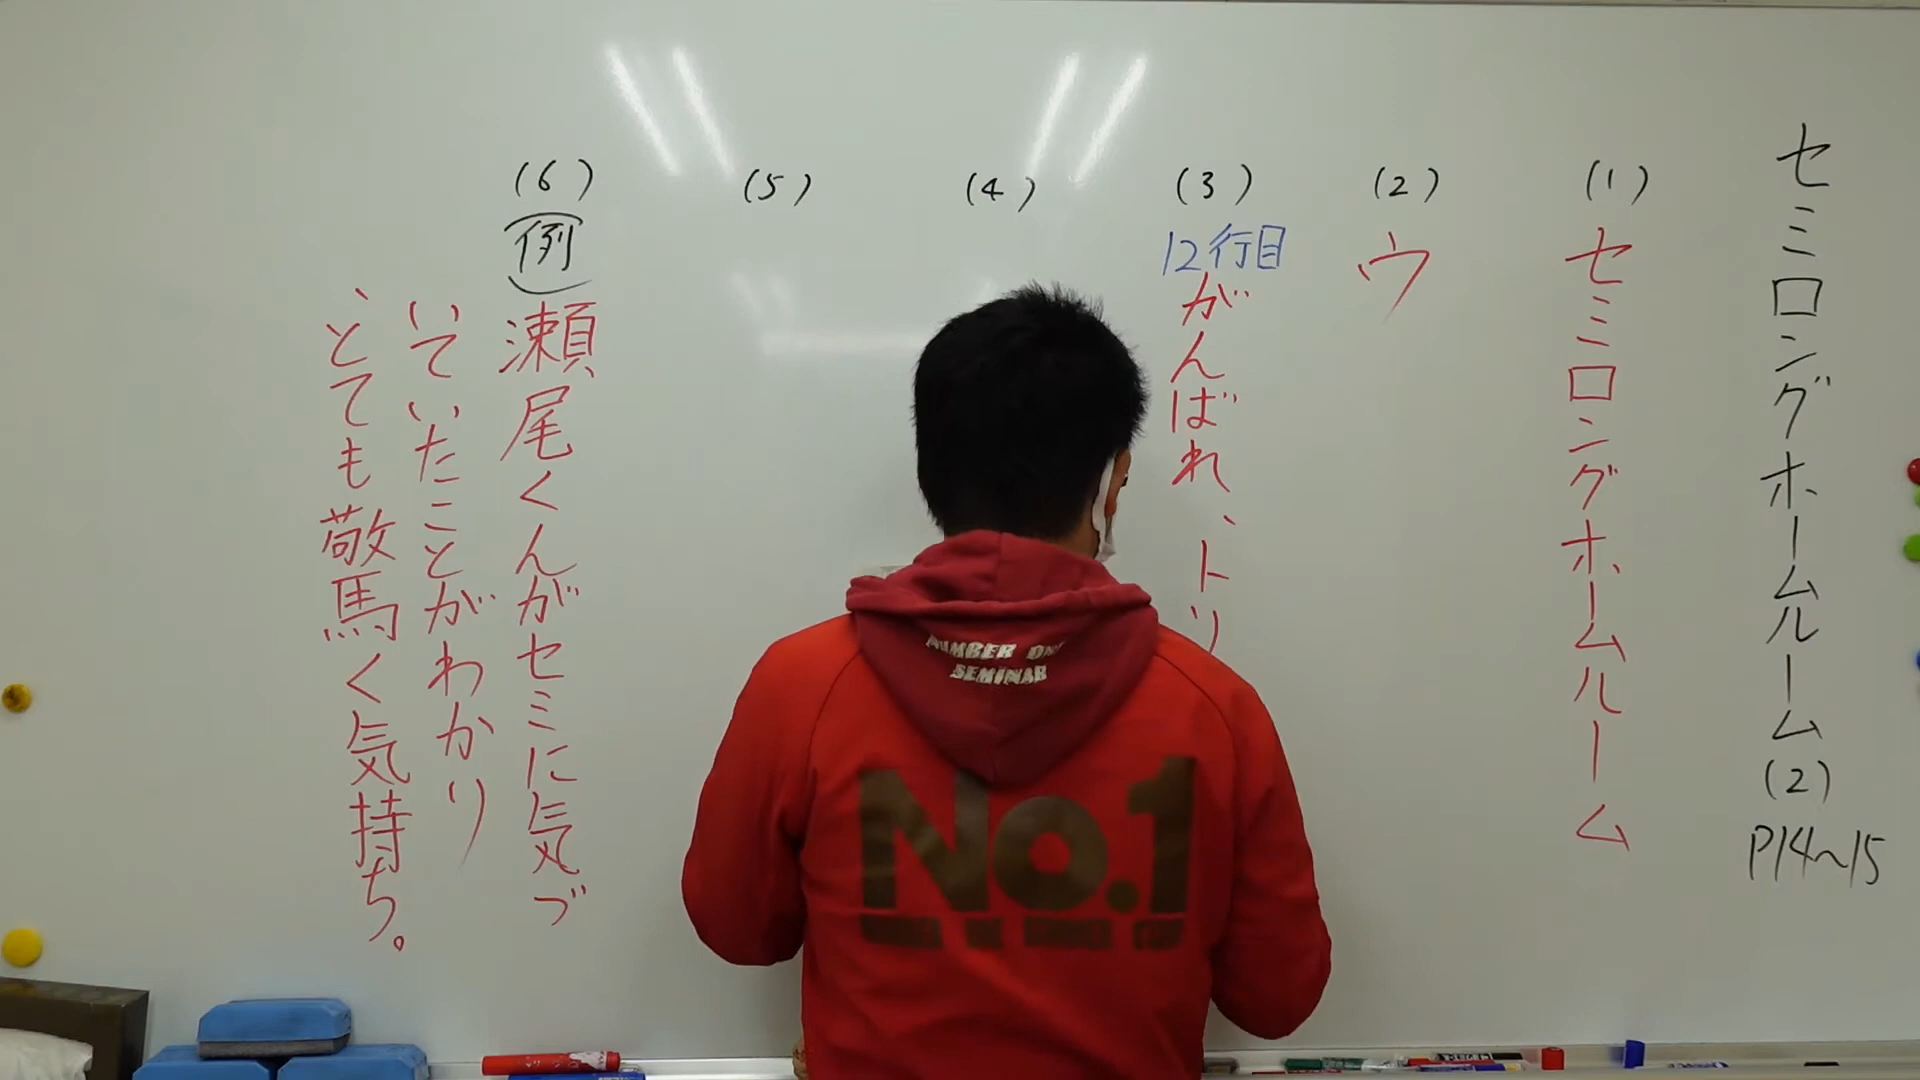 セミロングホームルーム(2)
P14〜15
(1)
セミロングホームルーム
(2)
ウ
(3)
12行目
がんばれ、トリ
(4)
(5)
(6)
例
瀬尾くんがセミに気づ
いていたことがわかり
、とても驚く気持ち。
NUMBER ON
SEMINAR
No.1